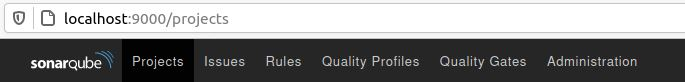 localhost:9000/projects
sonarqube Projects Issues Rules Quality Profiles Quality Gates Administration